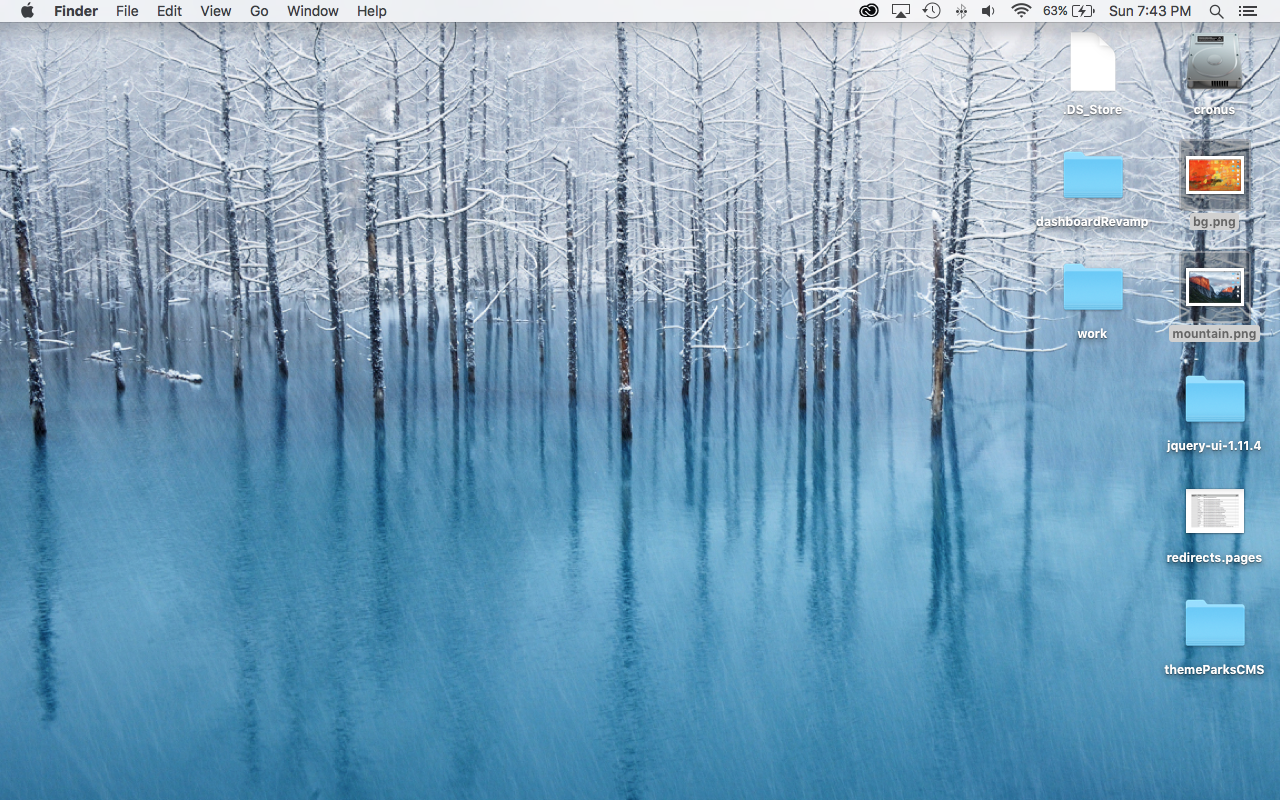 Finder File Edit View Go Window Help 63% Sun 7:43 PM
.DS_Store
cronus
dashboardRevamp
bg.png
work
mountain.png
jquery-ui-1.11.4
redirects.pages
themeParksCMS